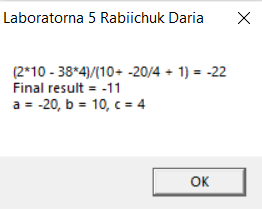 Laboratorna 5 Rabiichuk Daria
(2*10 - 38*4)/(10+ -20/4 + 1) = -22
Final result = -11
a = -20, b = 10, c = 4
OK